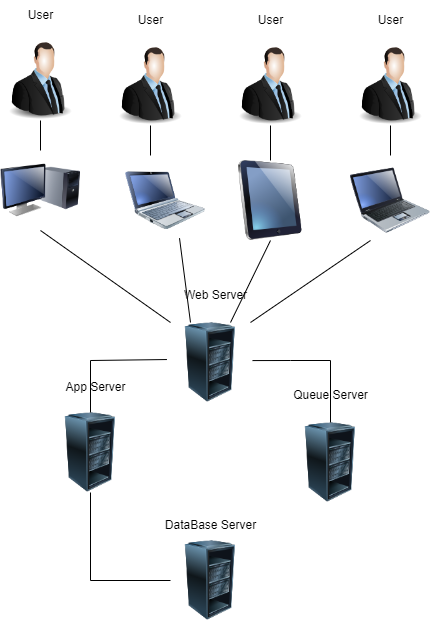 User
User
User
User
Web Server
App Server
Queue Server
DataBase Server